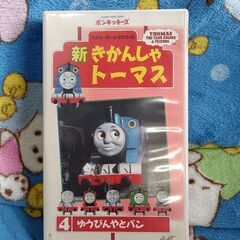 ポンキッキーズ
新きかんしゃ
トーマス
THOMAS
THE TANK ENGINE
& FRIENDS
4 ゆうびんやとバン